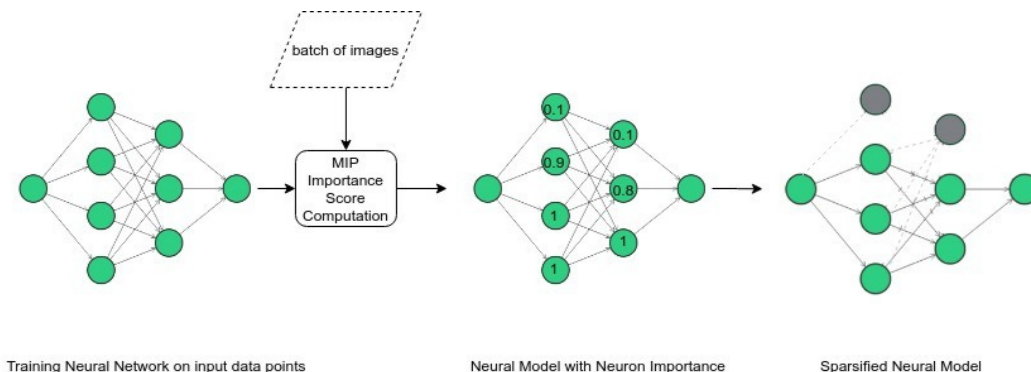 batch of images
MIP
Importance
Score
Computation
0.1
0.9
1
1
0.1
0.8
1
Training Neural Network on input data points
Neural Model with Neuron Importance
Sparsified Neural Model